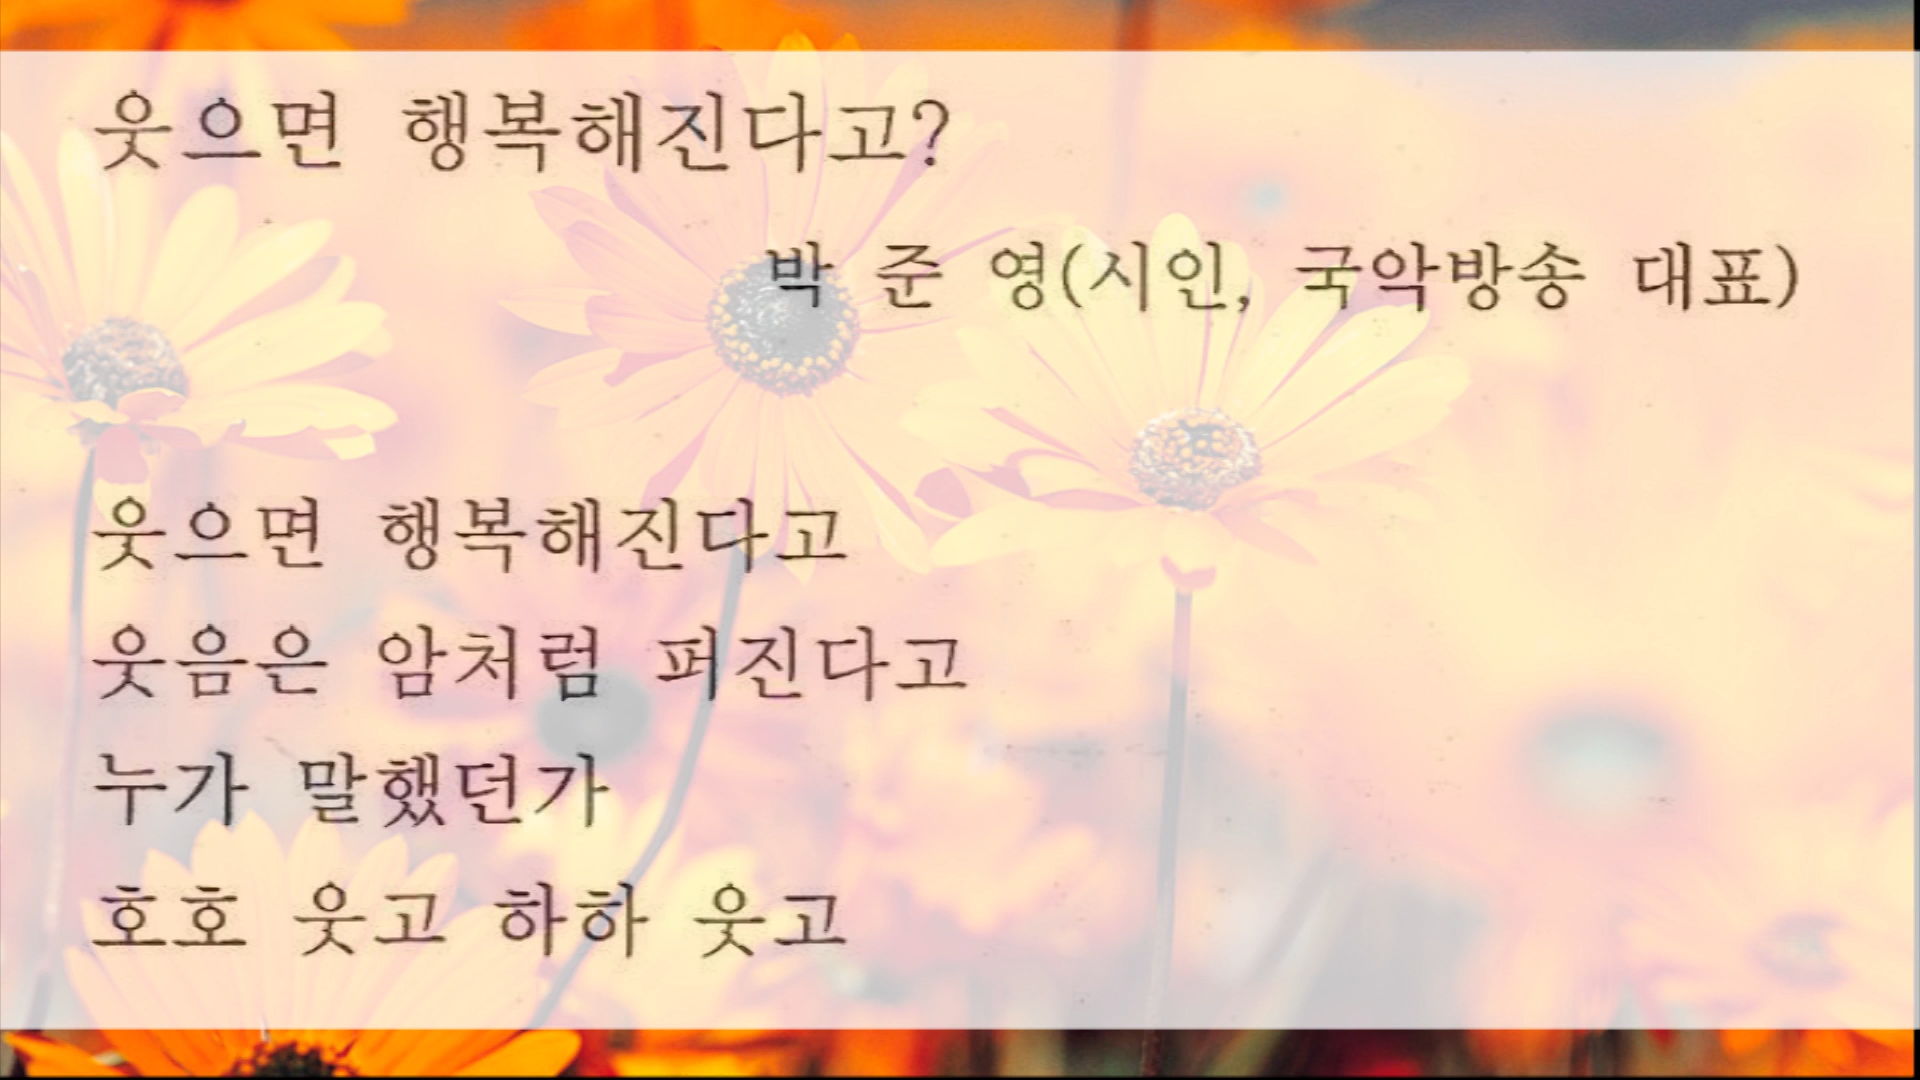 웃으면 행복해진다고?
박 준 영(시인, 국악방송 대표)
웃으면 행복해진다고
웃음은 암처럼 퍼진다고
누가 말했던가
호호 웃고 하하 웃고